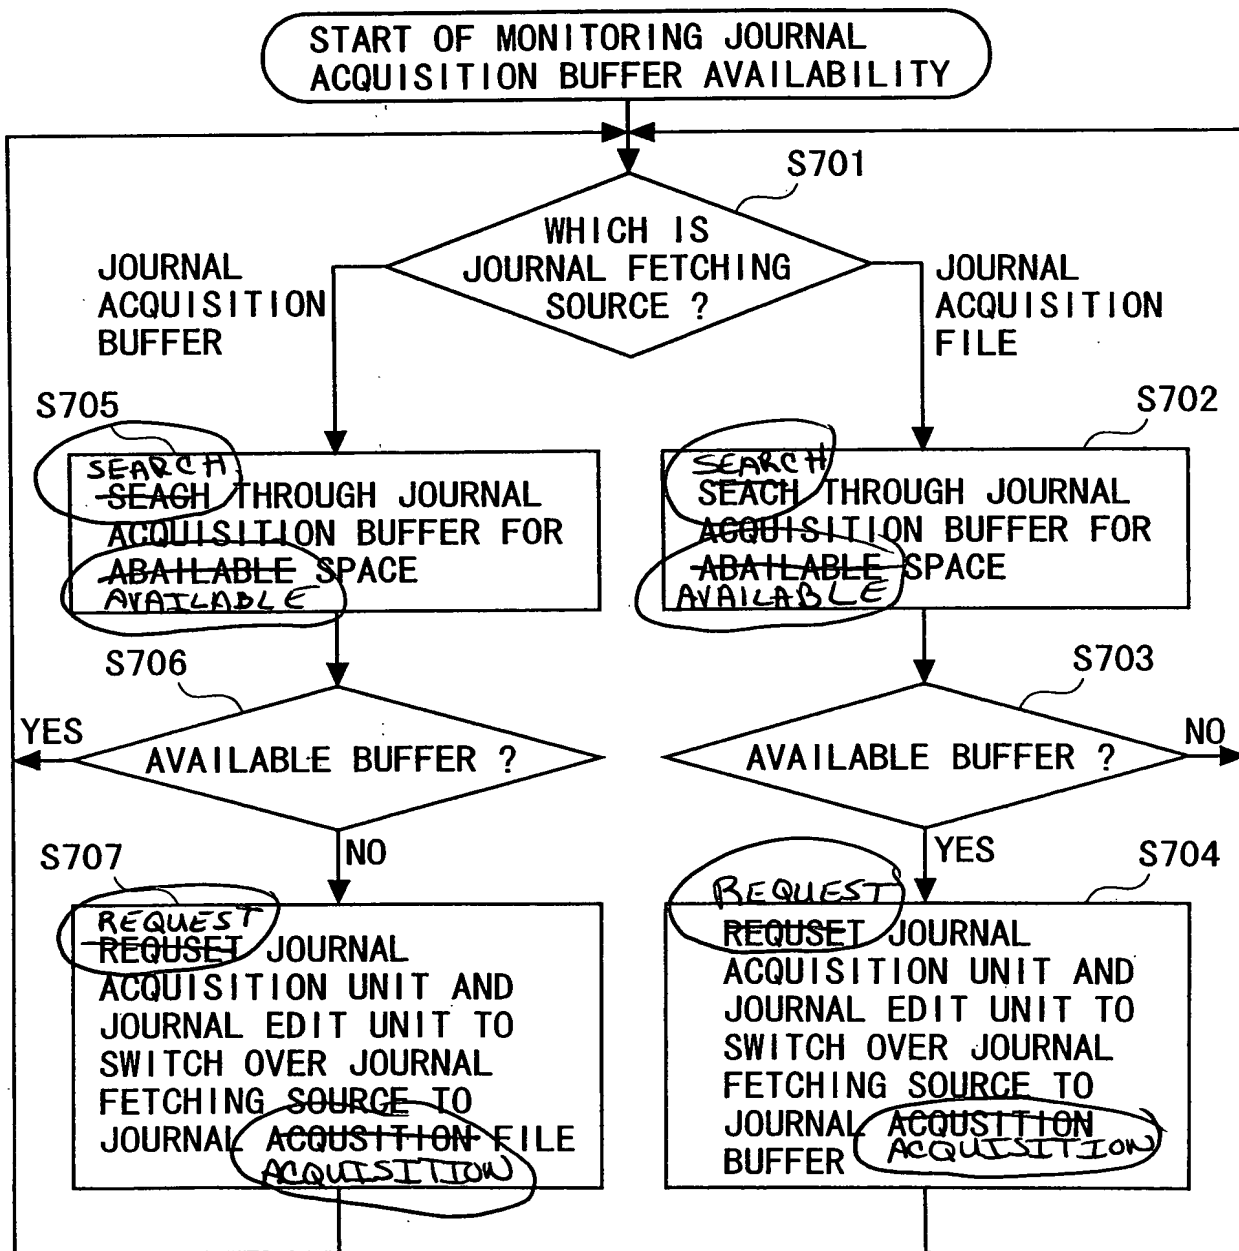 START OF MONITORING JOURNAL
ACQUISITION BUFFER AVAILABILITY
S701
WHICH IS
JOURNAL FETCHING
SOURCE ?
JOURNAL
ACQUISITION
BUFFER
JOURNAL
ACQUISITION
FILE
S705
SEARCH
SEACH THROUGH JOURNAL
ACQUISITION BUFFER FOR
ABAILABLE SPACE
AVAILABLE
S702
SEARCH
SEACH THROUGH JOURNAL
ACQUISITION BUFFER FOR
ABAILABLE SPACE
AVAILABLE
S706
YES
AVAILABLE BUFFER ?
NO
S703
AVAILABLE BUFFER ?
NO
YES
S707
REQUEST
REQUSET JOURNAL
ACQUISITION UNIT AND
JOURNAL EDIT UNIT TO
SWITCH OVER JOURNAL
FETCHING SOURCE TO
JOURNAL ACQUSITION FILE
ACQUISITION
S704
REQUEST
REQUSET JOURNAL
ACQUISITION UNIT AND
JOURNAL EDIT UNIT TO
SWITCH OVER JOURNAL
FETCHING SOURCE TO
JOURNAL ACQUSITION
BUFFER ACQUISITION